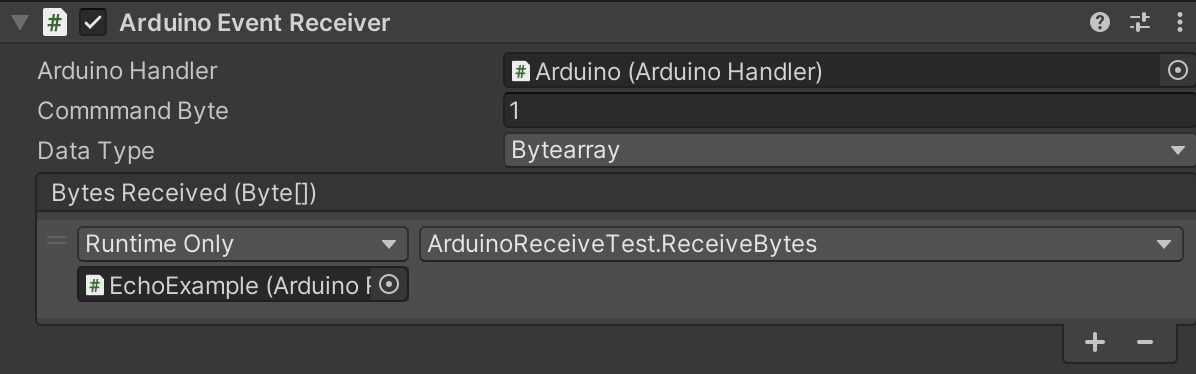 Arduino Event Receiver
Arduino Handler
# Arduino (Arduino Handler)
Commmand Byte
1
Data Type
Bytearray
Bytes Received (Byte[])
Runtime Only
ArduinoReceiveTest.ReceiveBytes
# EchoExample (Arduino